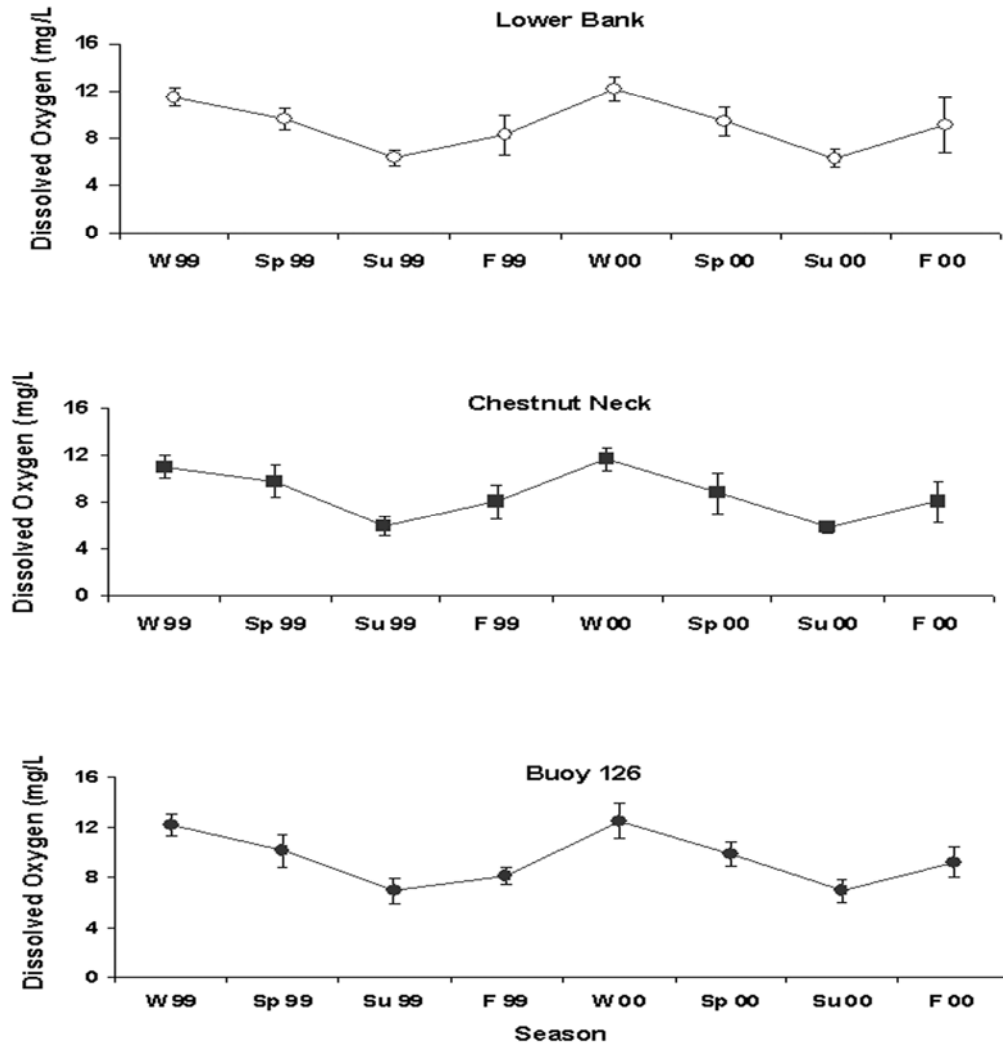 Lower Bank
Dissolved Oxygen (mg/L
16
12
8
4
0
W 99 Sp 99 Su 99 F 99 W 00 Sp 00 Su 00 F 00
Chestnut Neck
Dissolved Oxygen (mg/L)
16
12
8
4
0
W 99 Sp 99 Su 99 F 99 W 00 Sp 00 Su 00 F 00
Buoy 126
Dissolved Oxygen (mg/L
16
12
8
4
0
W 99 Sp 99 Su 99 F 99 W 00 Sp 00 Su 00 F 00
Season